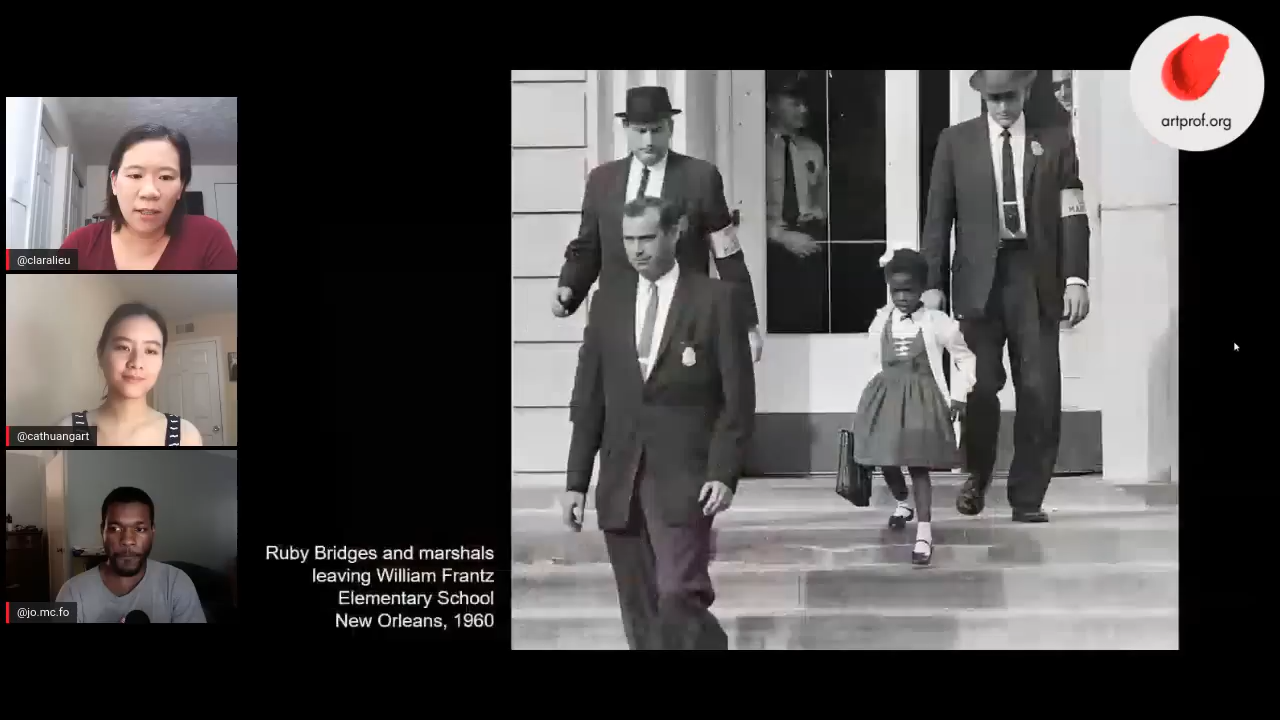 artprof.org
@claralieu
@cathuangart
@jo.mc.fo
Ruby Bridges and marshals
leaving William Frantz
Elementary School
New Orleans, 1960